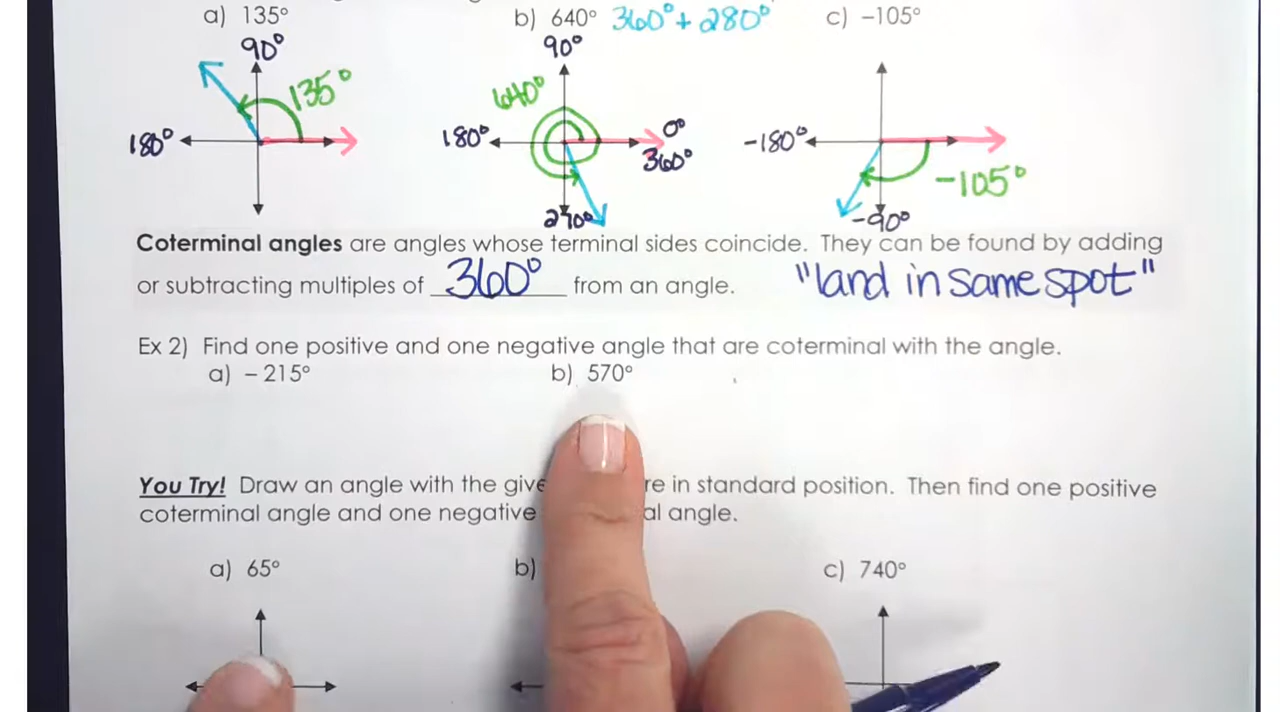 a) 135° b) 640° 360° + 280° c) –105°
90° 90°
135° 640°
180° 180° 0° -180°
360° -105°
270° -90°
Coterminal angles are angles whose terminal sides coincide. They can be found by adding
or subtracting multiples of 360° from an angle. "land in same spot"
Ex 2) Find one positive and one negative angle that are coterminal with the angle.
a) – 215° b) 570°
You Try! Draw an angle with the give re in standard position. Then find one positive
coterminal angle and one negative al angle.
a) 65° b) c) 740°